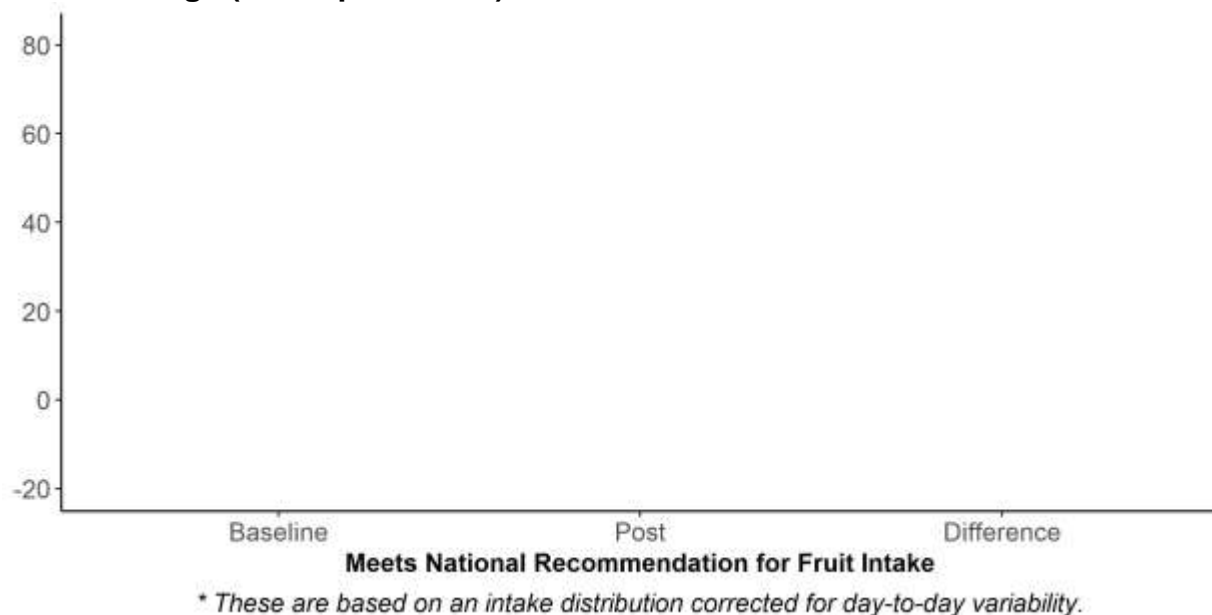 80
60
40
20
0
-20
Baseline Post Difference
Meets National Recommendation for Fruit Intake
* These are based on an intake distribution corrected for day-to-day variability.